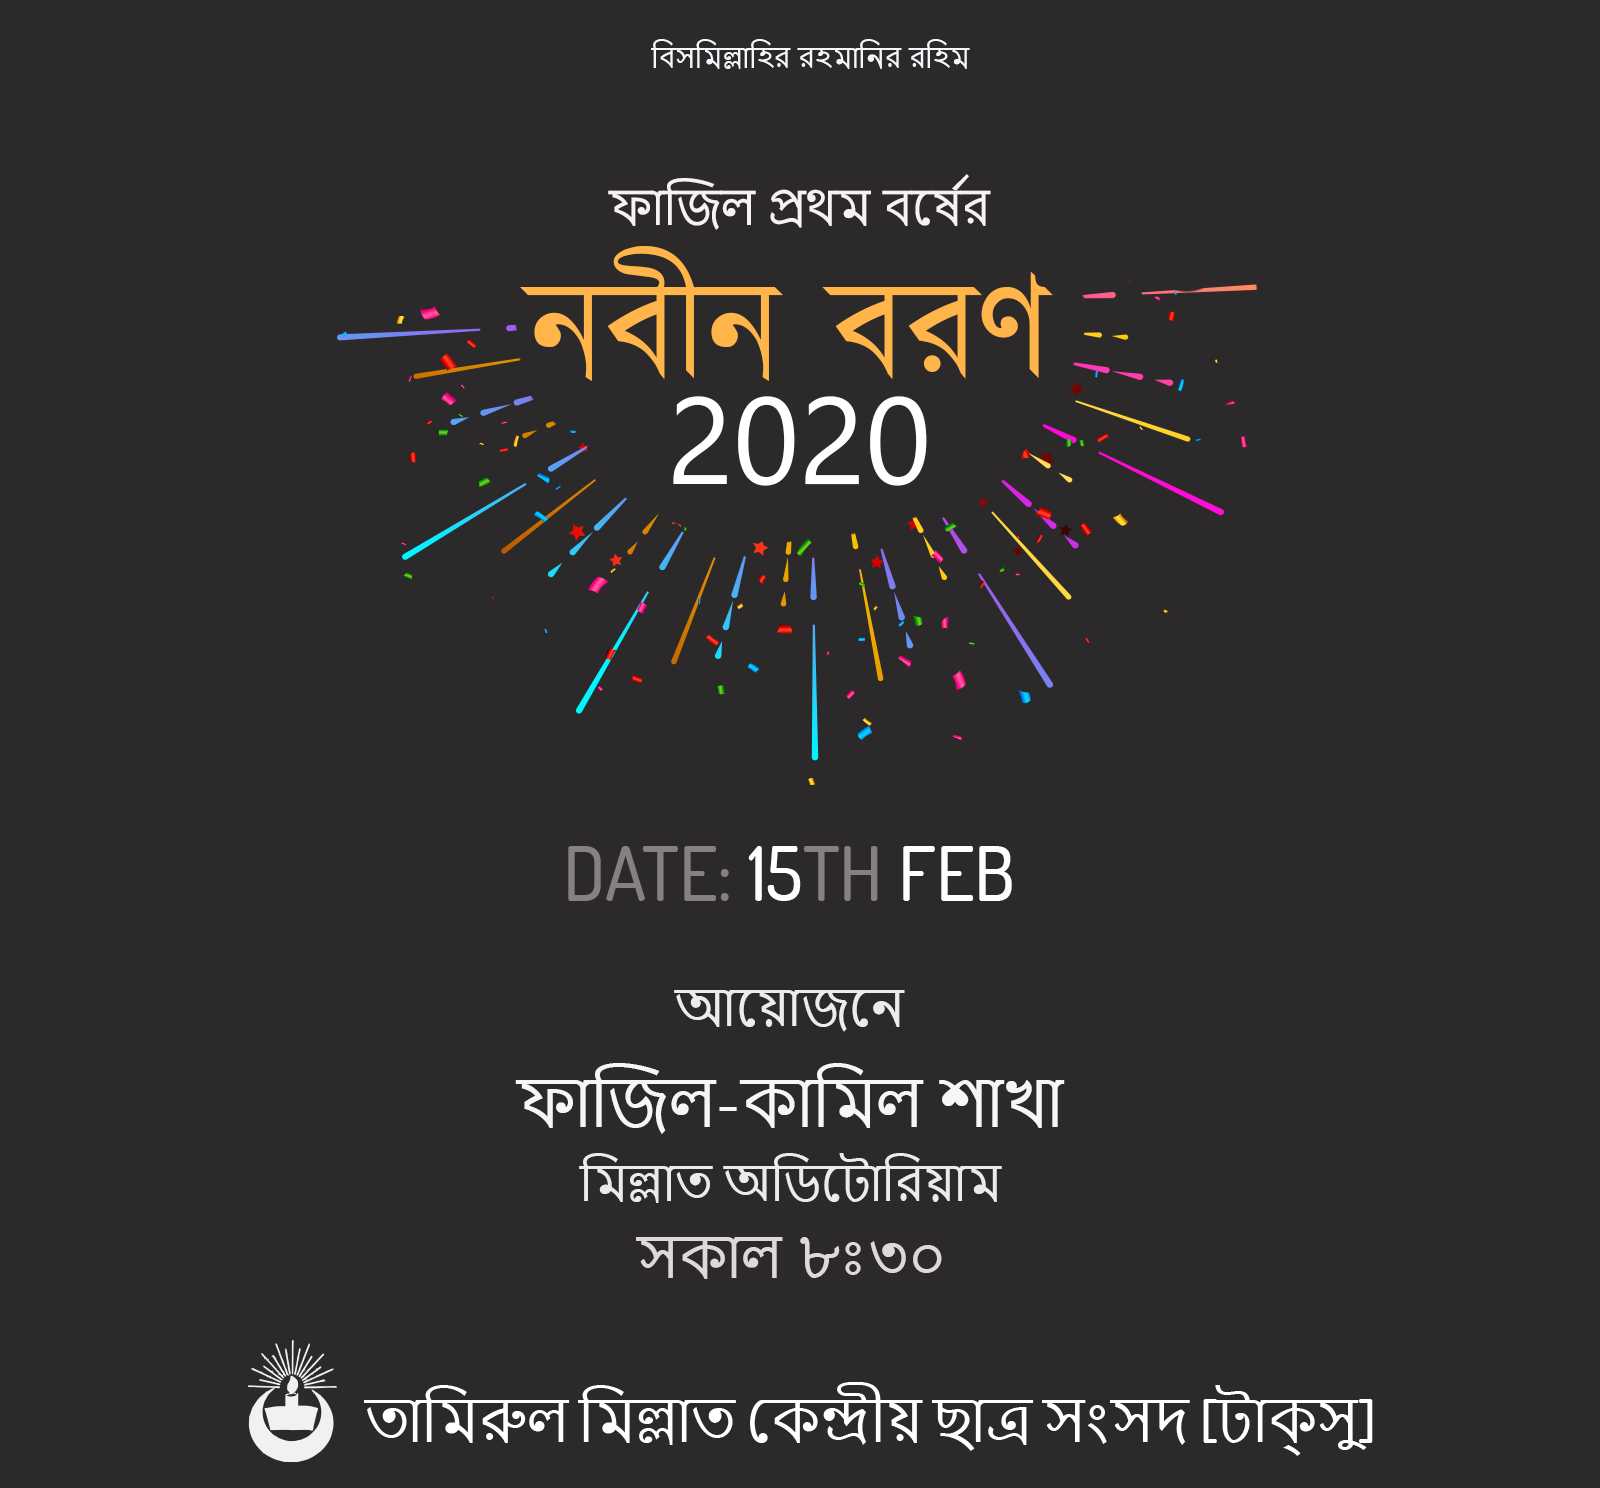 বিসমিল্লাহির রহমানির রহিম
ফাজিল প্রথম বর্ষের
নবীন বরণ
2020
DATE: 15TH FEB
আয়োজনে
ফাজিল-কামিল শাখা
মিল্লাত অডিটোরিয়াম
সকাল ৮ঃ৩০
তামিরুল মিল্লাত কেন্দ্রীয় ছাত্র সংসদ [টাক্‌সু]